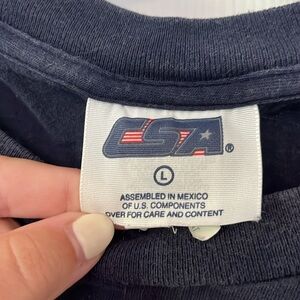 CSA®
L
ASSEMBLED IN MEXICO
OF U.S. COMPONENTS
OVER FOR CARE AND CONTENT